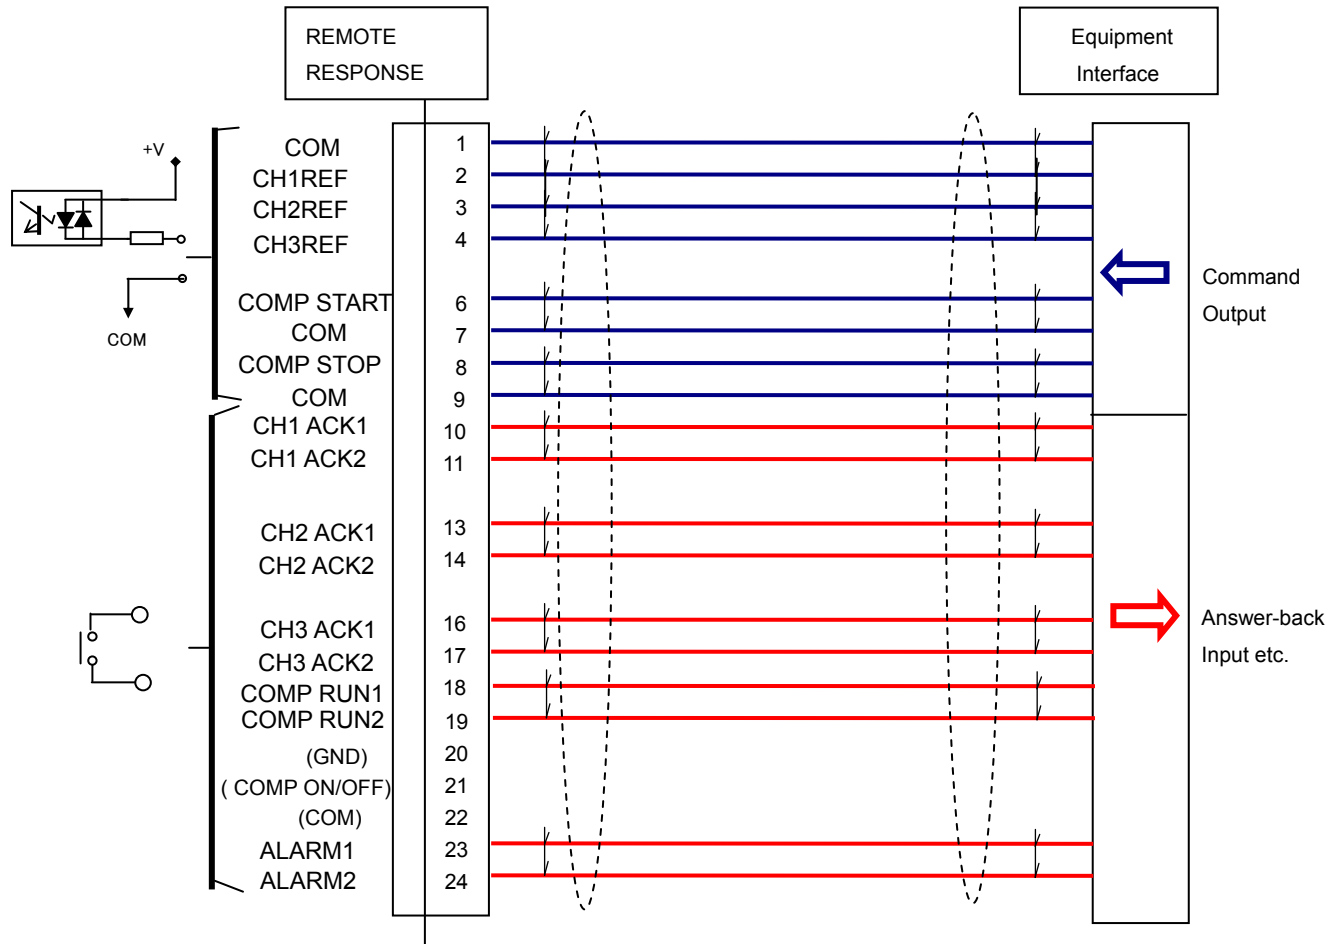 REMOTE
RESPONSE
Equipment
Interface
+V
COM
COM 1
CH1REF 2
CH2REF 3
CH3REF 4
COMP START 6
COM 7
COMP STOP 8
COM 9
CH1 ACK1 10
CH1 ACK2 11
CH2 ACK1 13
CH2 ACK2 14
CH3 ACK1 16
CH3 ACK2 17
COMP RUN1 18
COMP RUN2 19
(GND) 20
( COMP ON/OFF) 21
(COM) 22
ALARM1 23
ALARM2 24
Command
Output
Answer-back
Input etc.